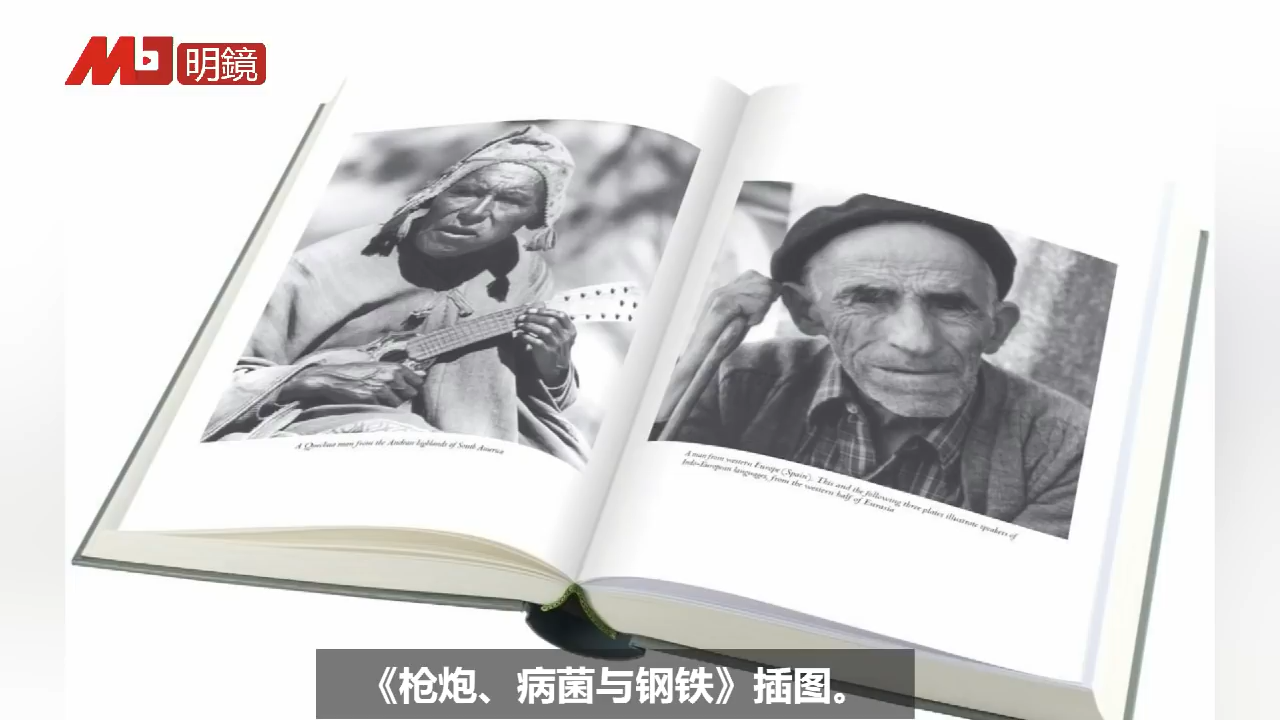 明鏡
A Quechua man from the Andean highlands of South America
A man from western Europe (Spain). This and the following three plates illustrate speakers of
Indo-European languages, from the western half of Eurasia
《枪炮、病菌与钢铁》插图。